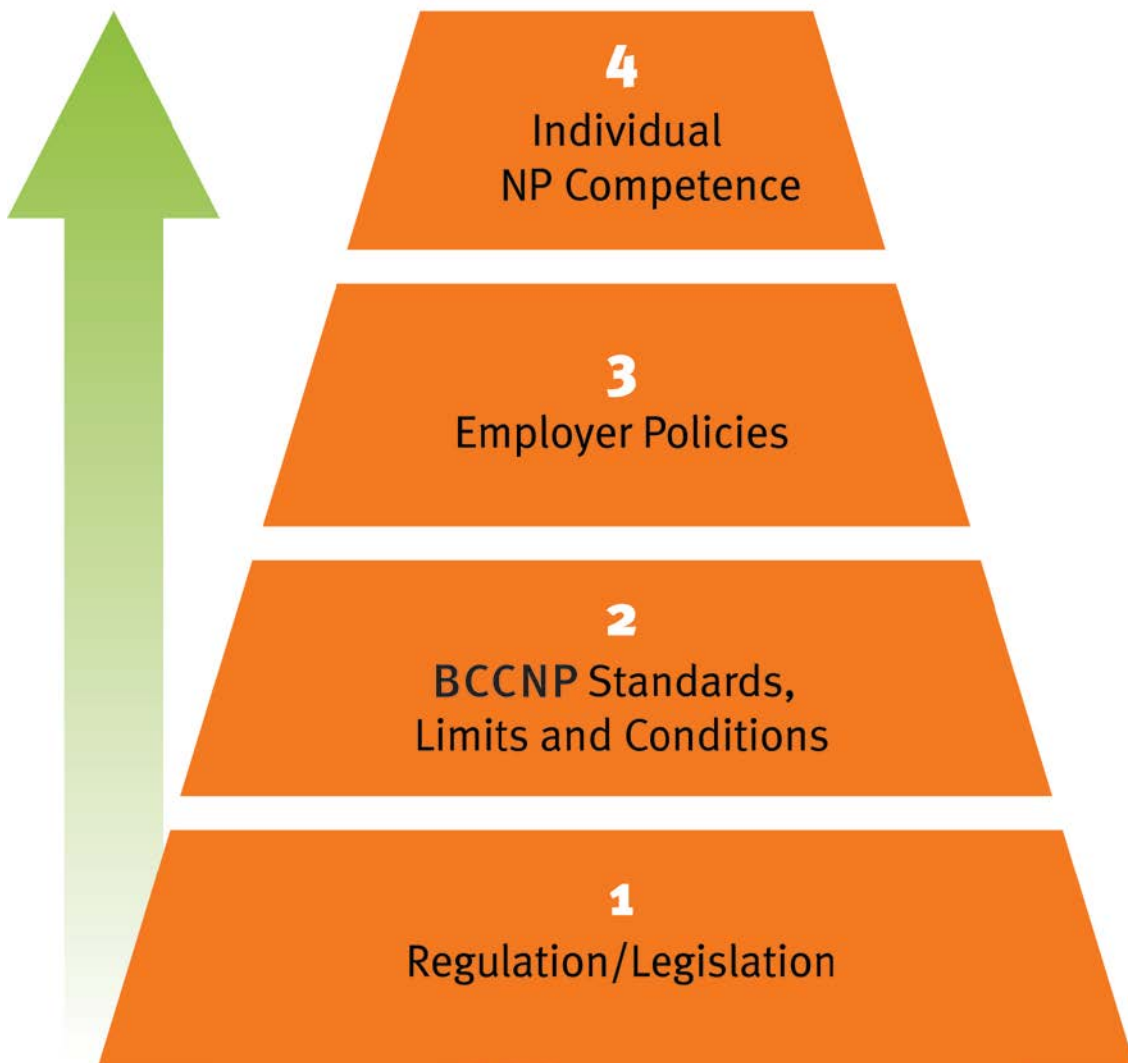 4
Individual
NP Competence
3
Employer Policies
2
BCCNP Standards,
Limits and Conditions
1
Regulation/Legislation